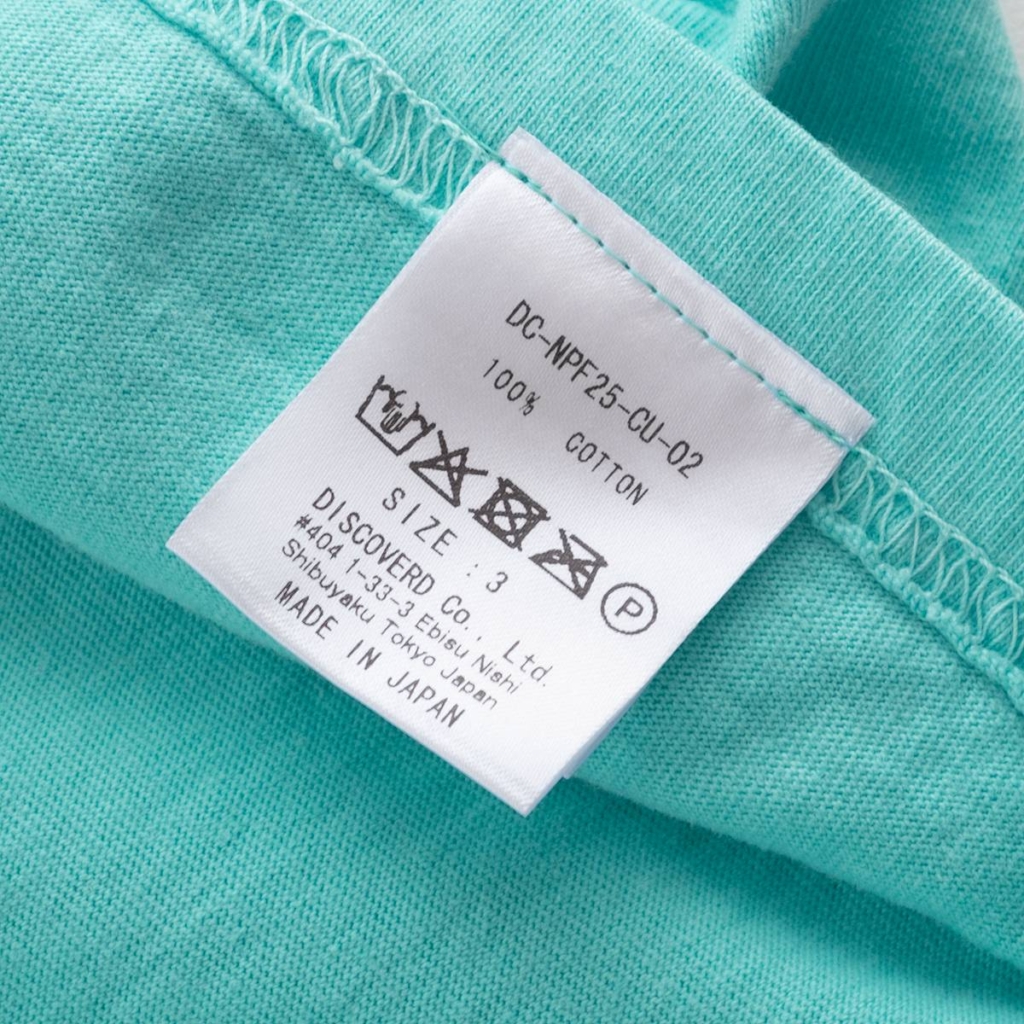 DC-NPF25-CU-02
100% COTTON
P
SIZE : 3
DISCOVERD Co., Ltd.
#404 1-33-3 Ebisu Nishi
Shibuyaku Tokyo Japan
MADE IN JAPAN